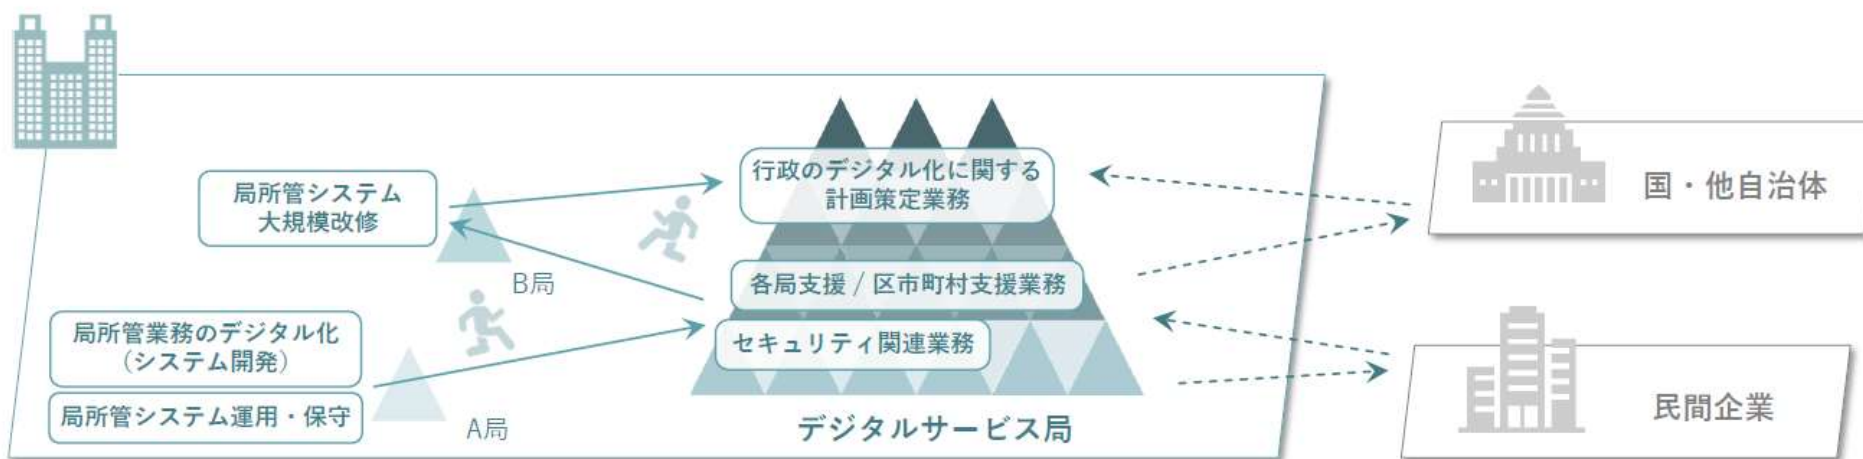 行政のデジタル化に関する
計画策定業務
局所管システム
大規模改修
国・他自治体
B局
各局支援 / 区市町村支援業務
局所管業務のデジタル化
（システム開発）
セキュリティ関連業務
局所管システム運用・保守
A局
デジタルサービス局
民間企業